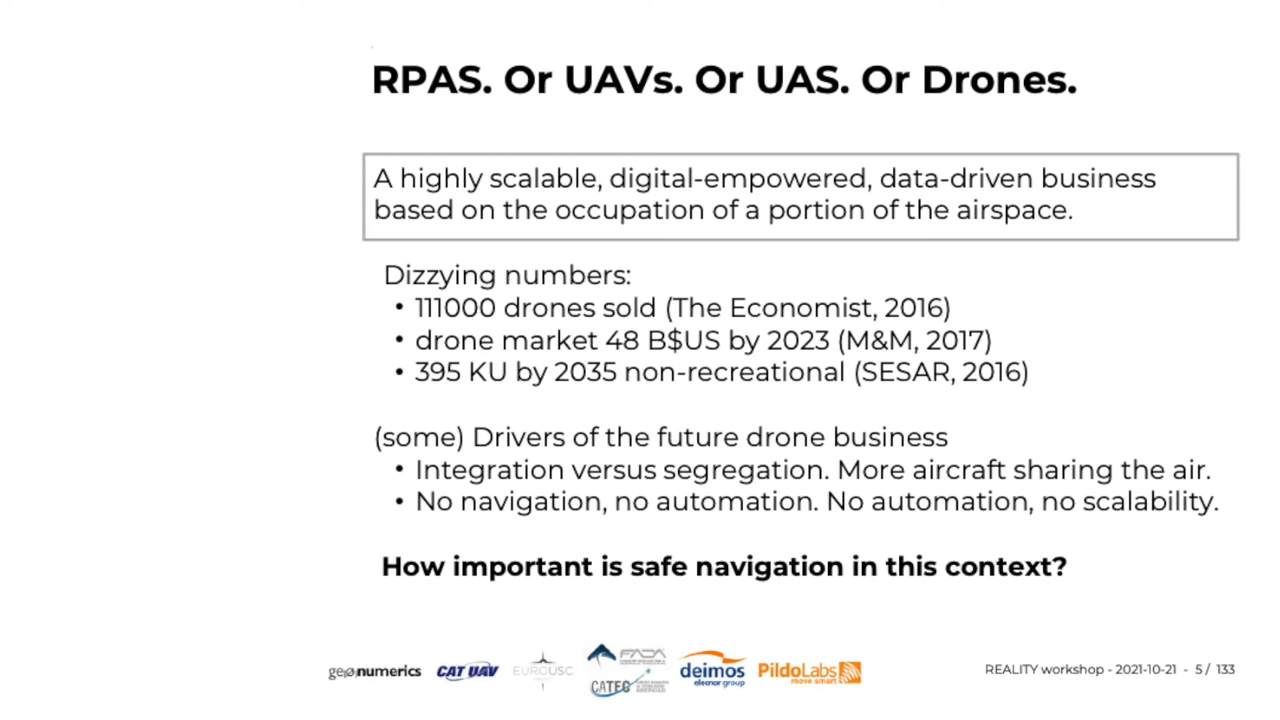 RPAS. Or UAVs. Or UAS. Or Drones.
A highly scalable, digital-empowered, data-driven business
based on the occupation of a portion of the airspace.
Dizzying numbers:
• 111000 drones sold (The Economist, 2016)
• drone market 48 B$US by 2023 (M&M, 2017)
• 395 KU by 2035 non-recreational (SESAR, 2016)
(some) Drivers of the future drone business
• Integration versus segregation. More aircraft sharing the air.
• No navigation, no automation. No automation, no scalability.
How important is safe navigation in this context?
geonumerics
CAT UAV
EUROUSC
FADA
CATEC
deimos
elecnor group
PildoLabs
move smart
REALITY workshop - 2021-10-21 - 5 / 133